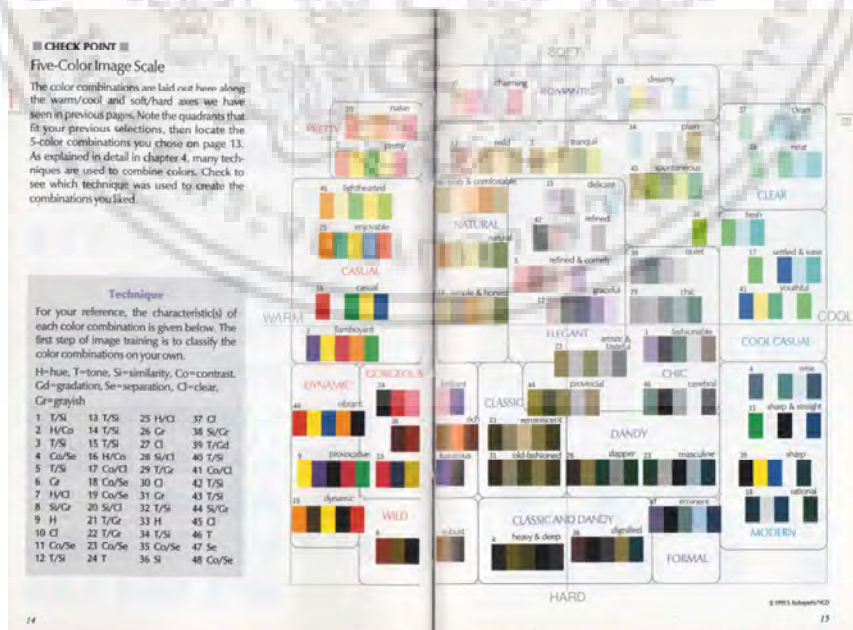 CHECK POINT
Five-Color Image Scale
The color combinations are laid out here along
the warm/cool and soft/hard axes we have
seen in previous pages. Note the quadrants that
fit your previous selections, then locate the
5-color combinations you chose on page 13.
As explained in detail in chapter 4, many tech-
niques are used to combine colors. Check to
see which technique was used to create the
combinations you liked.
Technique
For your reference, the characteristic(s) of
each color combination is given below. The
first step of image training is to classify the
color combinations on your own.
H=hue, T=tone, Si=similarity, Co=contrast,
Gd=gradation, Se=separation, Cl=clear,
Gr=grayish
1 T/Si 13 T/Si 25 H/Cl 37 Cl
2 H/Co 14 T/Si 26 Gr 38 Si/Gr
3 T/Si 15 T/Si 27 Cl 39 T/Gd
4 Co/Se 16 H/Co 28 Si/Cl 40 T/Si
5 T/Si 17 Co/Cl 29 T/Gr 41 Co/Cl
6 Gr 18 Co/Se 30 Cl 42 T/Si
7 H/Cl 19 Co/Se 31 Gr 43 T/Si
8 Si/Gr 20 Si/Cl 32 T/Si 44 Si/Gr
9 H 21 T/Gr 33 H 45 Cl
10 Cl 22 T/Gr 34 T/Si 46 T
11 Co/Se 23 Co/Se 35 Co/Se 47 Se
12 T/Si 24 T 36 Si 48 Co/Se
14
SOFT
charming
ROMANTIC
dreamy
naive
PRETTY
pretty
mild
tranquil
plain
clean
neat
CLEAR
spontaneous
lighthearted
enjoyable
CASUAL
casual
flamboyant
NATURAL
natural
delicate
refined
refined & comely
graceful
ELEGANT
fresh
quiet
chic
settled & ease
youthful
WARM
COOL
COOL CASUAL
fashionable
artistic &
tasteful
CHIC
DYNAMIC
GORGEOUS
vibrant
provocative
dynamic
brilliant
rich
luxurious
CLASSIC
provincial
cerebral
reminiscent
DANDY
old-fashioned
dapper
masculine
wise
sharp & straight
sharp
rational
MODERN
WILD
robust
CLASSIC AND DANDY
heavy & deep
dignified
eminent
FORMAL
HARD
15